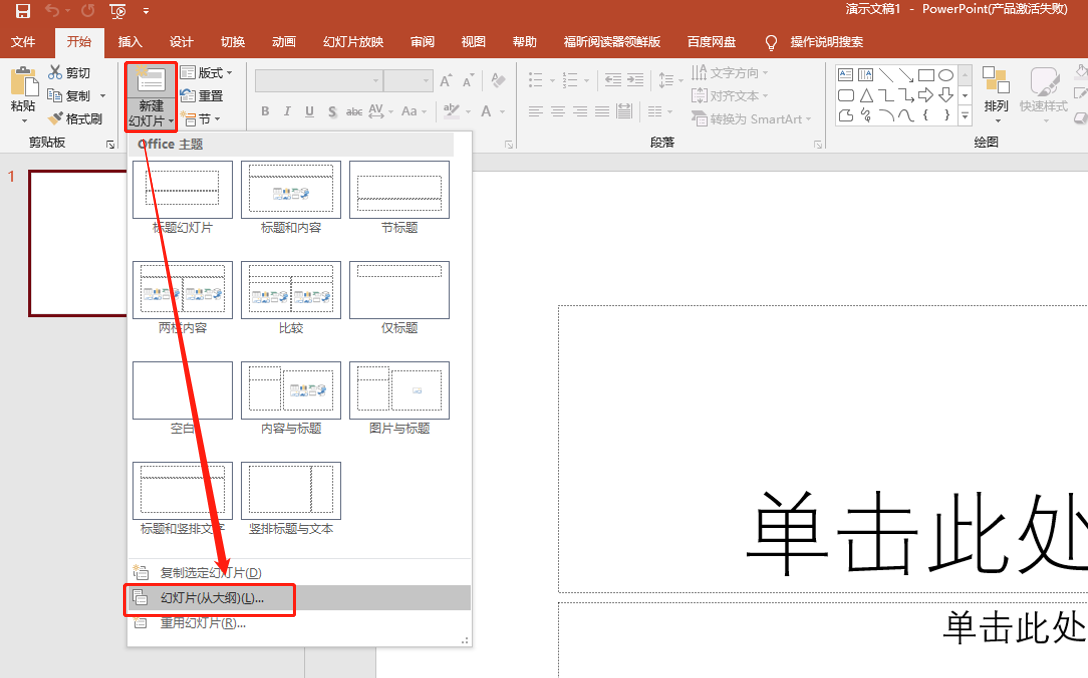 演示文稿1 - PowerPoint(产品激活失败)
文件 开始 插入 设计 切换 动画 幻灯片放映 审阅 视图 帮助 福昕阅读器领鲜版 百度网盘 操作说明搜索
粘贴
剪切
复制
格式刷
剪贴板
新建
幻灯片
版式
重置
节
B I U S abc AV Aa A
文字方向
对齐文本
转换为 SmartArt
段落
排列
快速样式
绘图
Office 主题
标题幻灯片 标题和内容 节标题
两栏内容 比较 仅标题
空白 内容与标题 图片与标题
标题和竖排文字 竖排标题与文本
复制选定幻灯片(D)
幻灯片(从大纲)(L)...
重用幻灯片(R)...
1
单击此处
单击此处